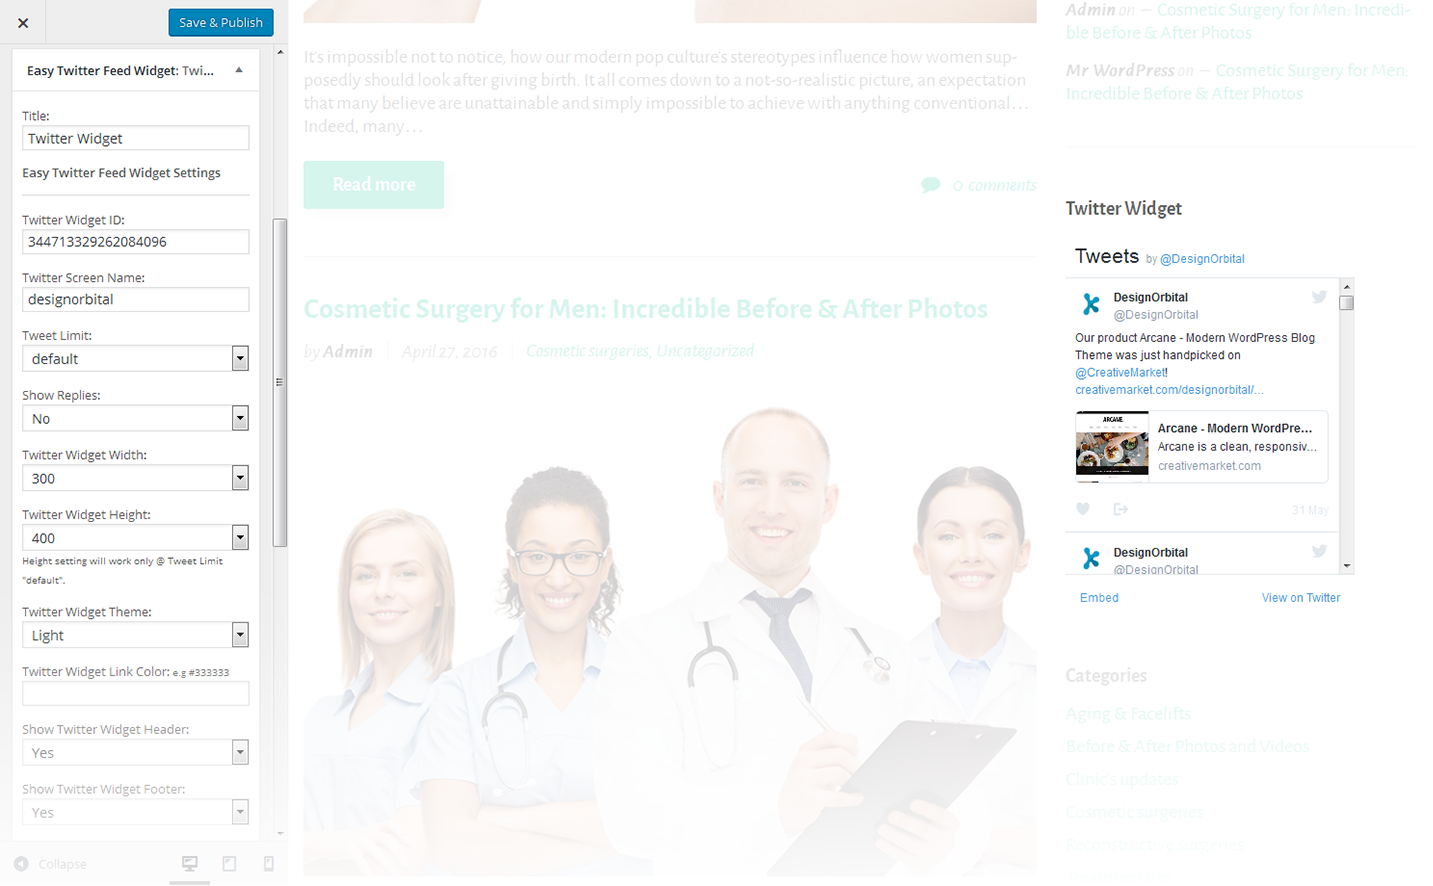 Save & Publish
Easy Twitter Feed Widget: Twi...
Title:
Twitter Widget
Easy Twitter Feed Widget Settings
Twitter Widget ID:
344713329262084096
Twitter Screen Name:
designorbital
Tweet Limit:
default
Show Replies:
No
Twitter Widget Width:
300
Twitter Widget Height:
400
Height setting will work only @ Tweet Limit
"default".
Twitter Widget Theme:
Light
Twitter Widget Link Color: e.g #333333
Show Twitter Widget Header:
Yes
Show Twitter Widget Footer:
Yes
Collapse
It's impossible not to notice, how our modern pop culture's stereotypes influence how women sup-
posedly should look after giving birth. It all comes down to a not-so-realistic picture, an expectation
that many believe are unattainable and simply impossible to achieve with anything conventional…
Indeed, many…
Read more
0 comments
Cosmetic Surgery for Men: Incredible Before & After Photos
by Admin
April 27, 2016
Cosmetic surgeries, Uncategorized
Admin on — Cosmetic Surgery for Men: Incredi-
ble Before & After Photos
Mr WordPress on — Cosmetic Surgery for Men:
Incredible Before & After Photos
Twitter Widget
Tweets by @DesignOrbital
DesignOrbital
@DesignOrbital
Our product Arcane - Modern WordPress Blog
Theme was just handpicked on
@CreativeMarket!
creativemarket.com/designorbital/…
ARCANE
Arcane - Modern WordPre…
Arcane is a clean, responsiv…
creativemarket.com
31 May
DesignOrbital
@DesignOrbital
Embed
View on Twitter
Categories
Aging & Facelifts
Before & After Photos and Videos
Clinic's updates
Cosmetic surgeries
Reconstructive surgeries